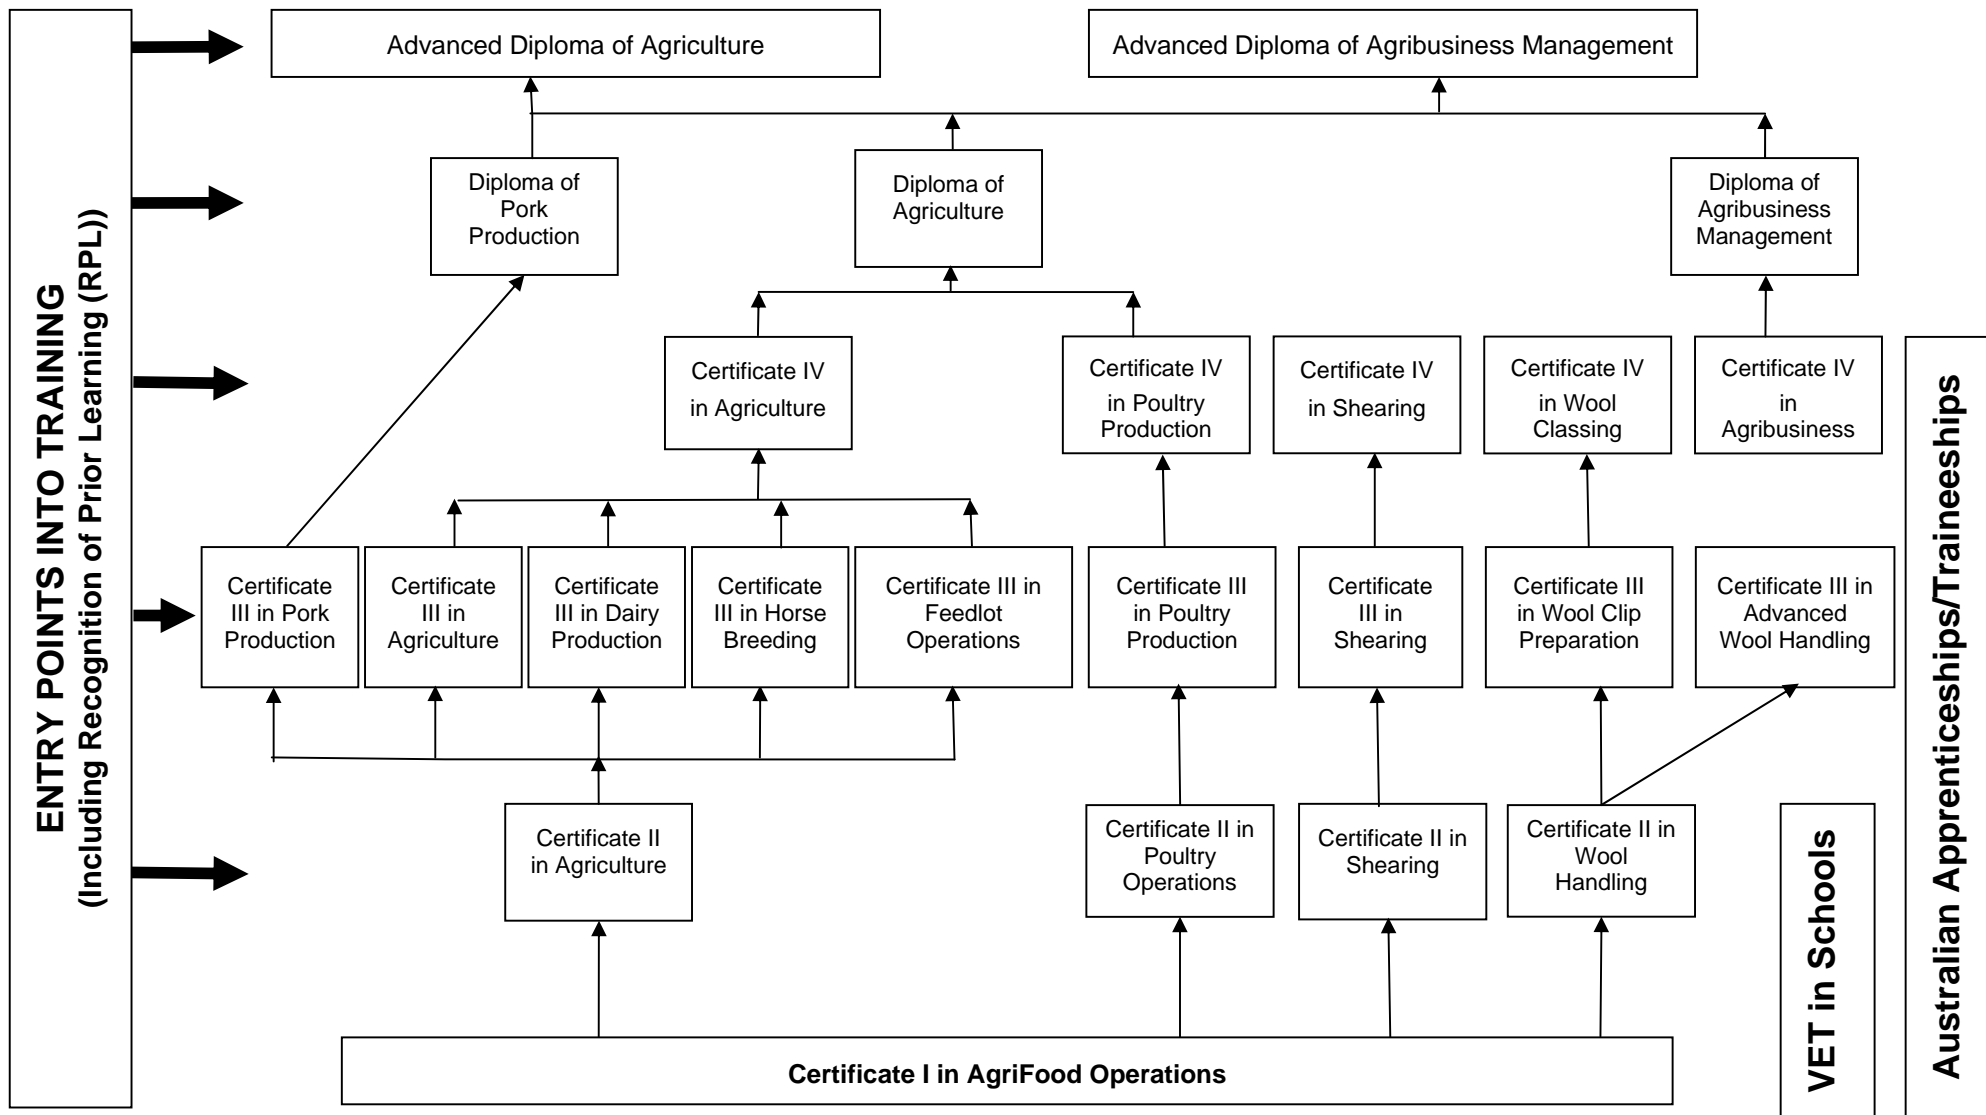 ENTRY POINTS INTO TRAINING
(Including Recognition of Prior Learning (RPL))
Advanced Diploma of Agriculture
Advanced Diploma of Agribusiness Management
Diploma of
Pork
Production
Diploma of
Agriculture
Diploma of
Agribusiness
Management
Certificate IV
in Agriculture
Certificate IV
in Poultry
Production
Certificate IV
in Shearing
Certificate IV
in Wool
Classing
Certificate IV
in
Agribusiness
Certificate
III in Pork
Production
Certificate
III in
Agriculture
Certificate
III in Dairy
Production
Certificate
III in Horse
Breeding
Certificate III in
Feedlot
Operations
Certificate III
in Poultry
Production
Certificate
III in
Shearing
Certificate III
in Wool Clip
Preparation
Certificate III in
Advanced
Wool Handling
Certificate II
in Agriculture
Certificate II in
Poultry
Operations
Certificate II in
Shearing
Certificate II in
Wool
Handling
Certificate I in AgriFood Operations
VET in Schools
Australian Apprenticeships/Traineeships